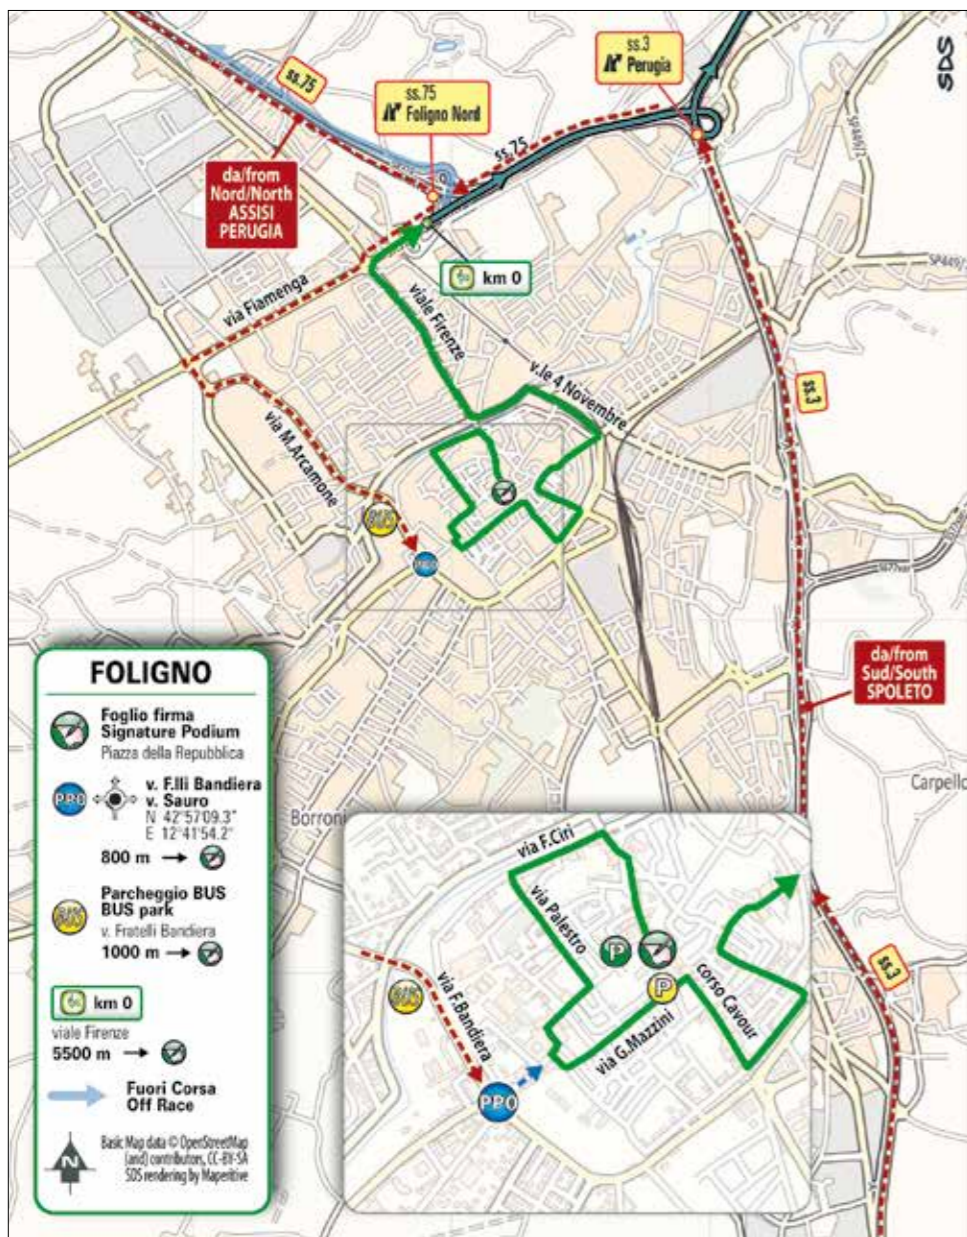 SDS
ss.3
Perugia
ss.75
ss.75
Foligno Nord
ss.75
SP449/2
da/from
Nord/North
ASSISI
PERUGIA
SP449/
km 0
via Fiamenga
viale Firenze
v.le 4 Novembre
ss.3
via M.Arcamone
BUS
PPO
da/from
Sud/South
SPOLETO
Carpello
Borroni
FOLIGNO
Foglio firma
Signature Podium
Piazza della Repubblica
PPO
v. F.lli Bandiera
v. Sauro
N 42°57'09.3"
E 12°41'54.2"
800 m
BUS
Parcheggio BUS
BUS park
v. Fratelli Bandiera
1000 m
km 0
viale Firenze
5500 m
Fuori Corsa
Off Race
N
Basic Map data © OpenStreetMap
(and) contributors, CC-BY-SA
SDS rendering by Maperitive
via F.Ciri
via Palestro
P
P
corso Cavour
BUS
via F.Bandiera
via G.Mazzini
PPO
ss.3